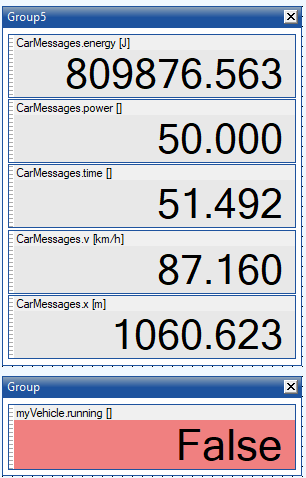 Group5
CarMessages.energy [J]
809876.563
CarMessages.power []
50.000
CarMessages.time []
51.492
CarMessages.v [km/h]
87.160
CarMessages.x [m]
1060.623
Group
myVehicle.running []
False